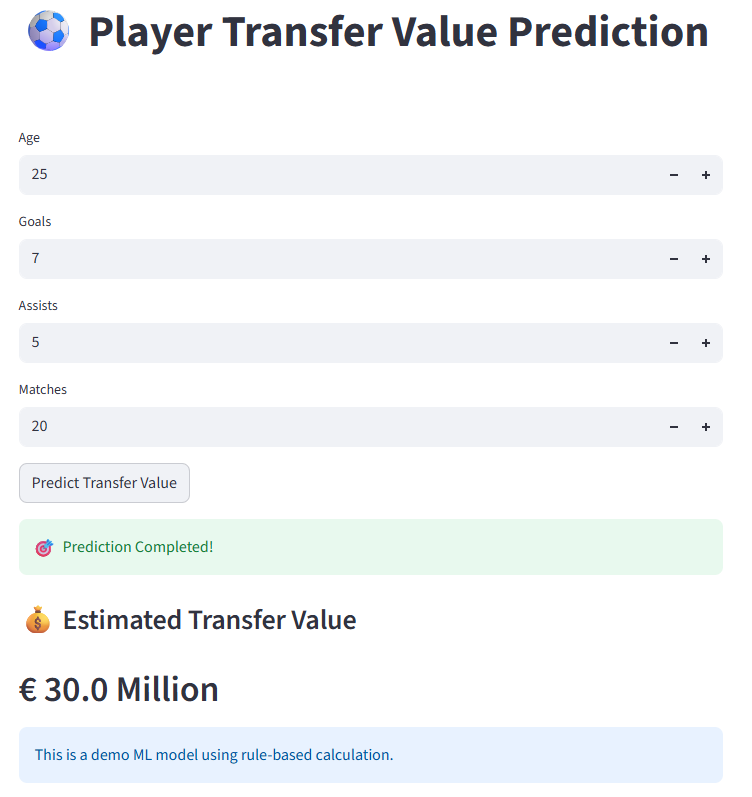 Player Transfer Value Prediction
Age
25
Goals
7
Assists
5
Matches
20
Predict Transfer Value
Prediction Completed!
Estimated Transfer Value
€ 30.0 Million
This is a demo ML model using rule-based calculation.